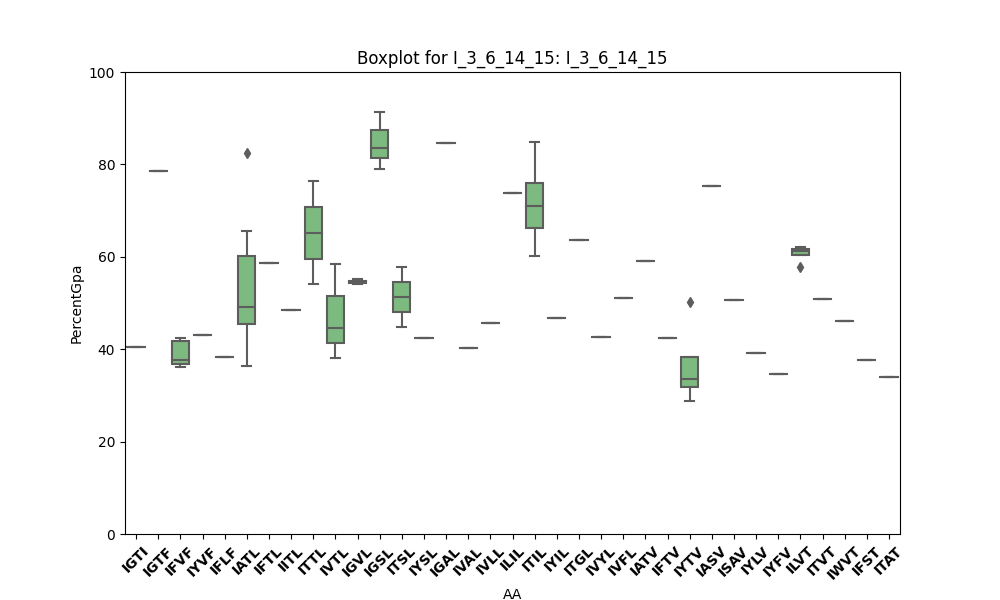 Boxplot for I_3_6_14_15: I_3_6_14_15
100
80
60
40
20
0
PercentGpa
IGTI
IGTF
IFVF
IYVF
IFLF
IATL
IFTL
IITL
ITTL
IVTL
IGVL
IGSL
ITSL
IYSL
IGAL
IVAL
IVLL
ILIL
ITIL
IYIL
ITGL
IVYL
IVFL
IATV
IFTV
IYTV
IASV
ISAV
IYLV
IYFV
ILVT
ITVT
IWVT
IFST
ITAT
AA